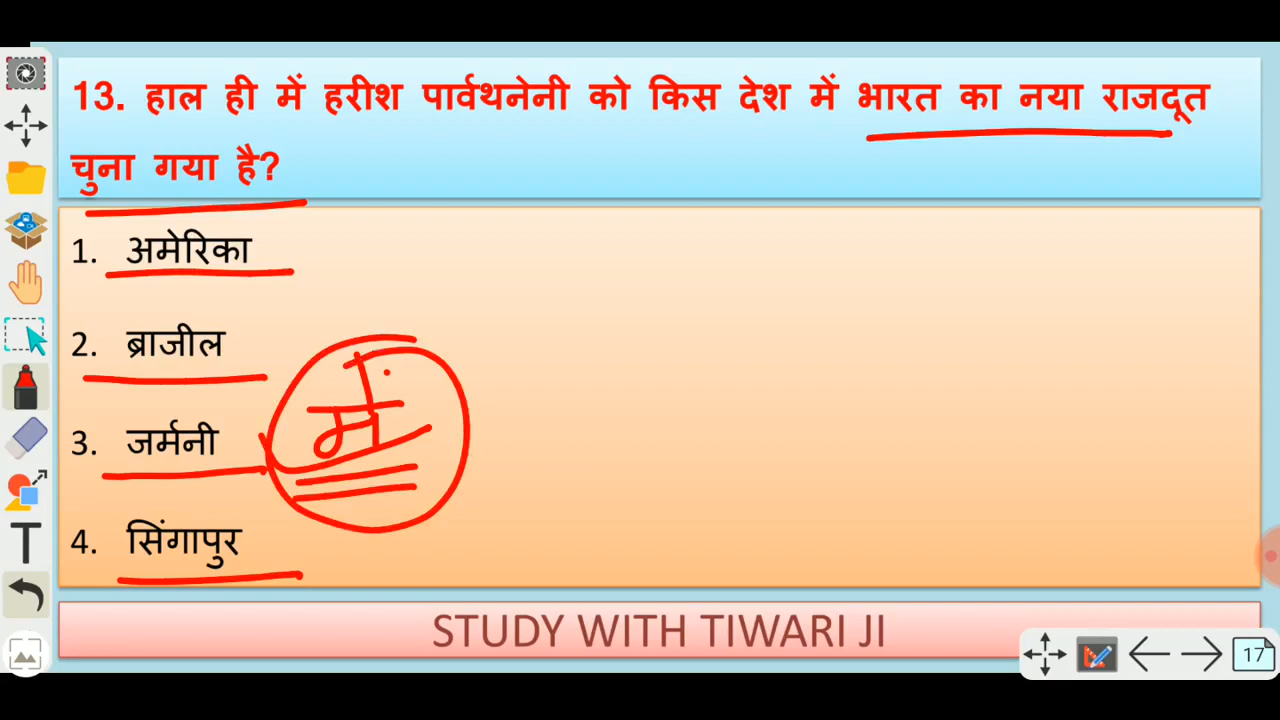 13. हाल ही में हरीश पार्वथनेनी को किस देश में भारत का नया राजदूत
चुना गया है?
1. अमेरिका
2. ब्राजील
3. जर्मनी
4. सिंगापुर
STUDY WITH TIWARI JI
17